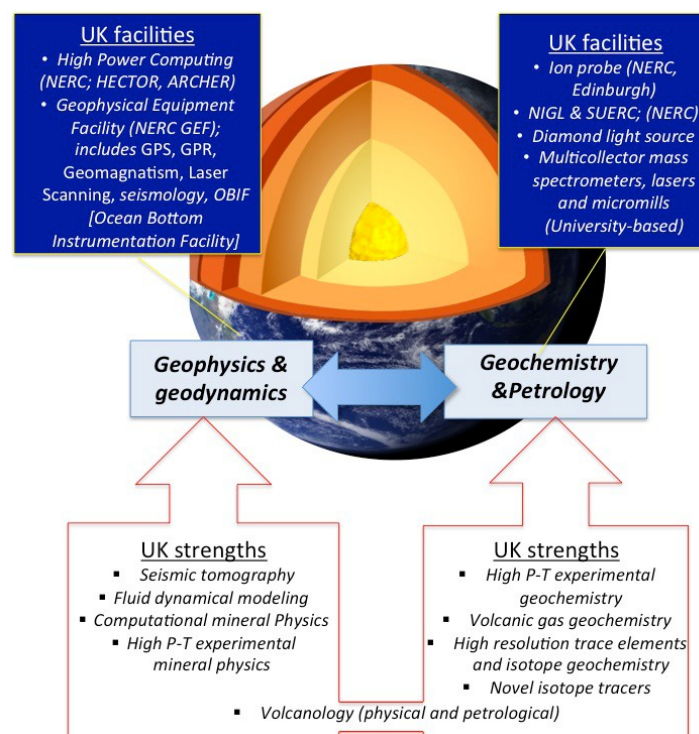 UK facilities
• High Power Computing
(NERC; HECTOR, ARCHER)
• Geophysical Equipment
Facility (NERC GEF);
includes GPS, GPR,
Geomagnatism, Laser
Scanning, seismology, OBIF
[Ocean Bottom
Instrumentation Facility]
UK facilities
• Ion probe (NERC,
Edinburgh)
• NIGL & SUERC; (NERC)
• Diamond light source
• Multicollector mass
spectrometers, lasers
and micromills
(University-based)
Geophysics &
geodynamics
Geochemistry
&Petrology
UK strengths
▪ Seismic tomography
▪ Fluid dynamical modeling
▪ Computational mineral Physics
▪ High P-T experimental
mineral physics
UK strengths
▪ High P-T experimental
geochemistry
▪ Volcanic gas geochemistry
▪ High resolution trace elements
and isotope geochemistry
▪ Novel isotope tracers
▪ Volcanology (physical and petrological)